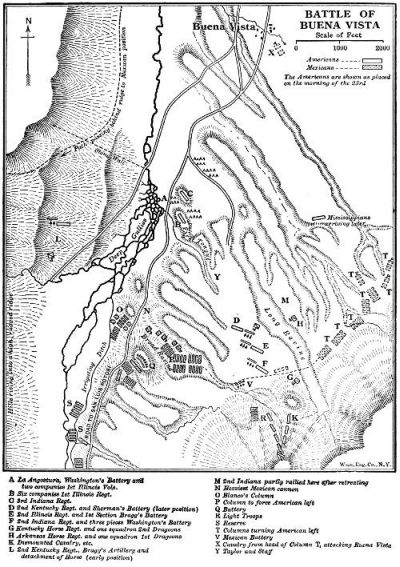 BATTLE OF
BUENA VISTA
Scale of Feet
0 1000 2000
Americans
Mexicans
The Americans are shown as placed
on the morning of the 23rd
Buena Vista
N
X
Mississippians
arriving later
A
C
B
Y
M
H
D
E
F
G
V
N
O
P
Q
R
K
S
S
L
T
T
T
T
T
T
T
Long Ravine
A La Angostura, Washington's Battery and
two companies 1st Illinois Vols.
B Six companies 1st Illinois Regt.
C 3rd Indiana Regt.
D 2nd Kentucky Regt. and Sherman's Battery (later position)
E 2nd Illinois Regt. and 1st Section Bragg's Battery
F 2nd Indiana Regt. and three pieces Washington's Battery
G Kentucky Horse Regt. and one squadron 2nd Dragoons
H Arkansas Horse Regt. and one squadron 1st Dragoons
K Dismounted Cavalry, etc.
L 2nd Kentucky Regt., Bragg's Artillery and
detachment of Horse (early position)
M 2nd Indiana partly rallied here after retreating
N Heaviest Mexican cannon
O Blanco's Column
P Column to force American left
Q Battery
R Light Troops
S Reserve
T Columns turning American left
V Mexican Battery
X Cavalry from head of Column T, attacking Buena Vista
Y Taylor and Staff